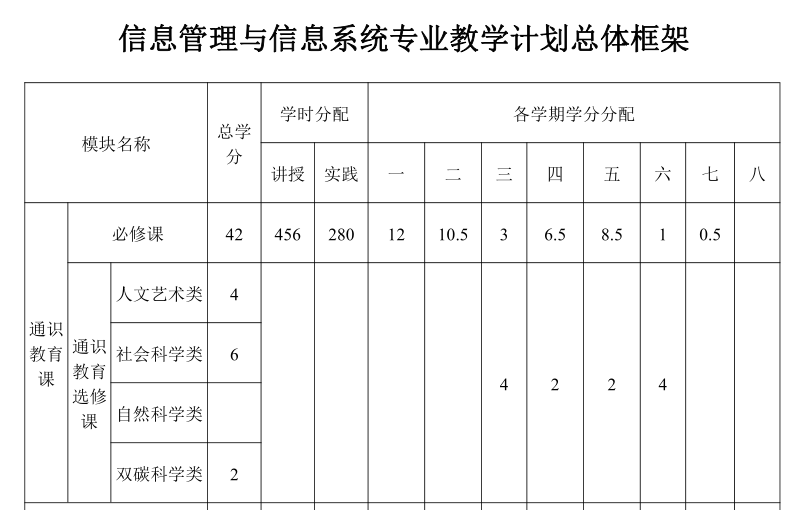 信息管理与信息系统专业教学计划总体框架
模块名称 总学分 学时分配 各学期学分分配
讲授 实践 一 二 三 四 五 六 七 八
通识教育课 必修课 42 456 280 12 10.5 3 6.5 8.5 1 0.5
通识教育选修课 人文艺术类 4
社会科学类 6
4 2 2 4
自然科学类
双碳科学类 2